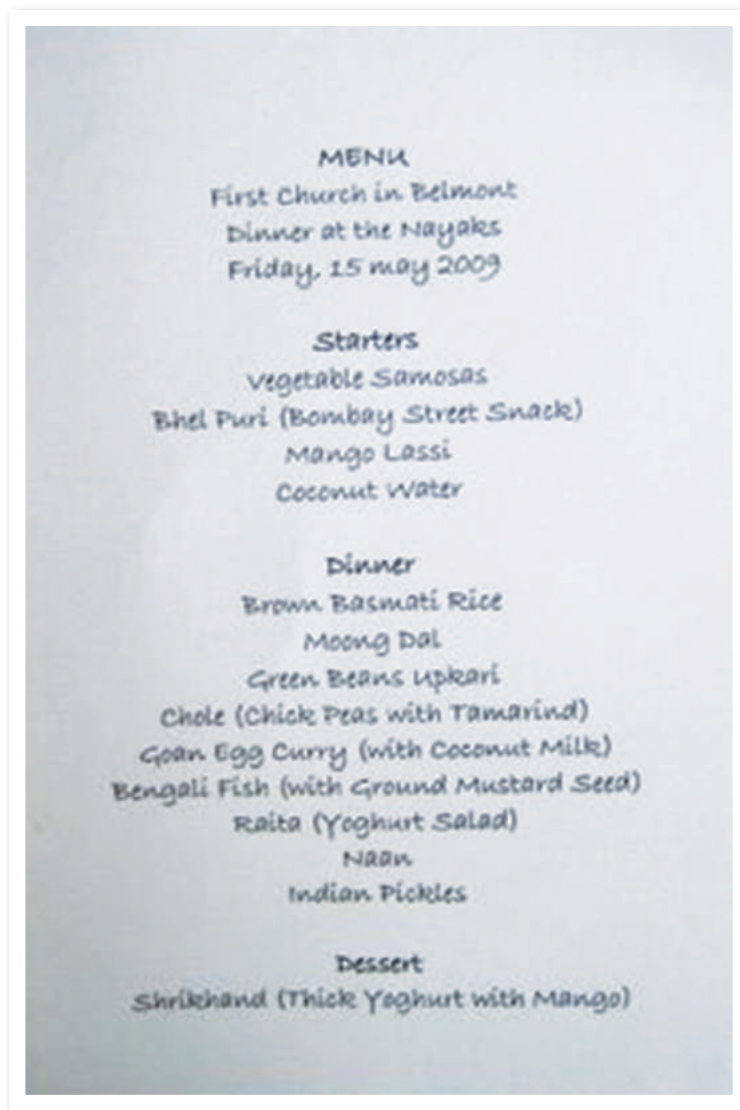 MENU
First Church in Belmont
Dinner at the Nayaks
Friday, 15 May 2009
Starters
Vegetable Samosas
Bhel Puri (Bombay Street Snack)
Mango Lassi
Coconut Water
Dinner
Brown Basmati Rice
Moong Dal
Green Beans Upkari
Chole (Chick Peas with Tamarind)
Goan Egg Curry (with Coconut Milk)
Bengali Fish (with Ground Mustard Seed)
Raita (Yoghurt Salad)
Naan
Indian Pickles
Dessert
Shrikhand (Thick Yoghurt with Mango)